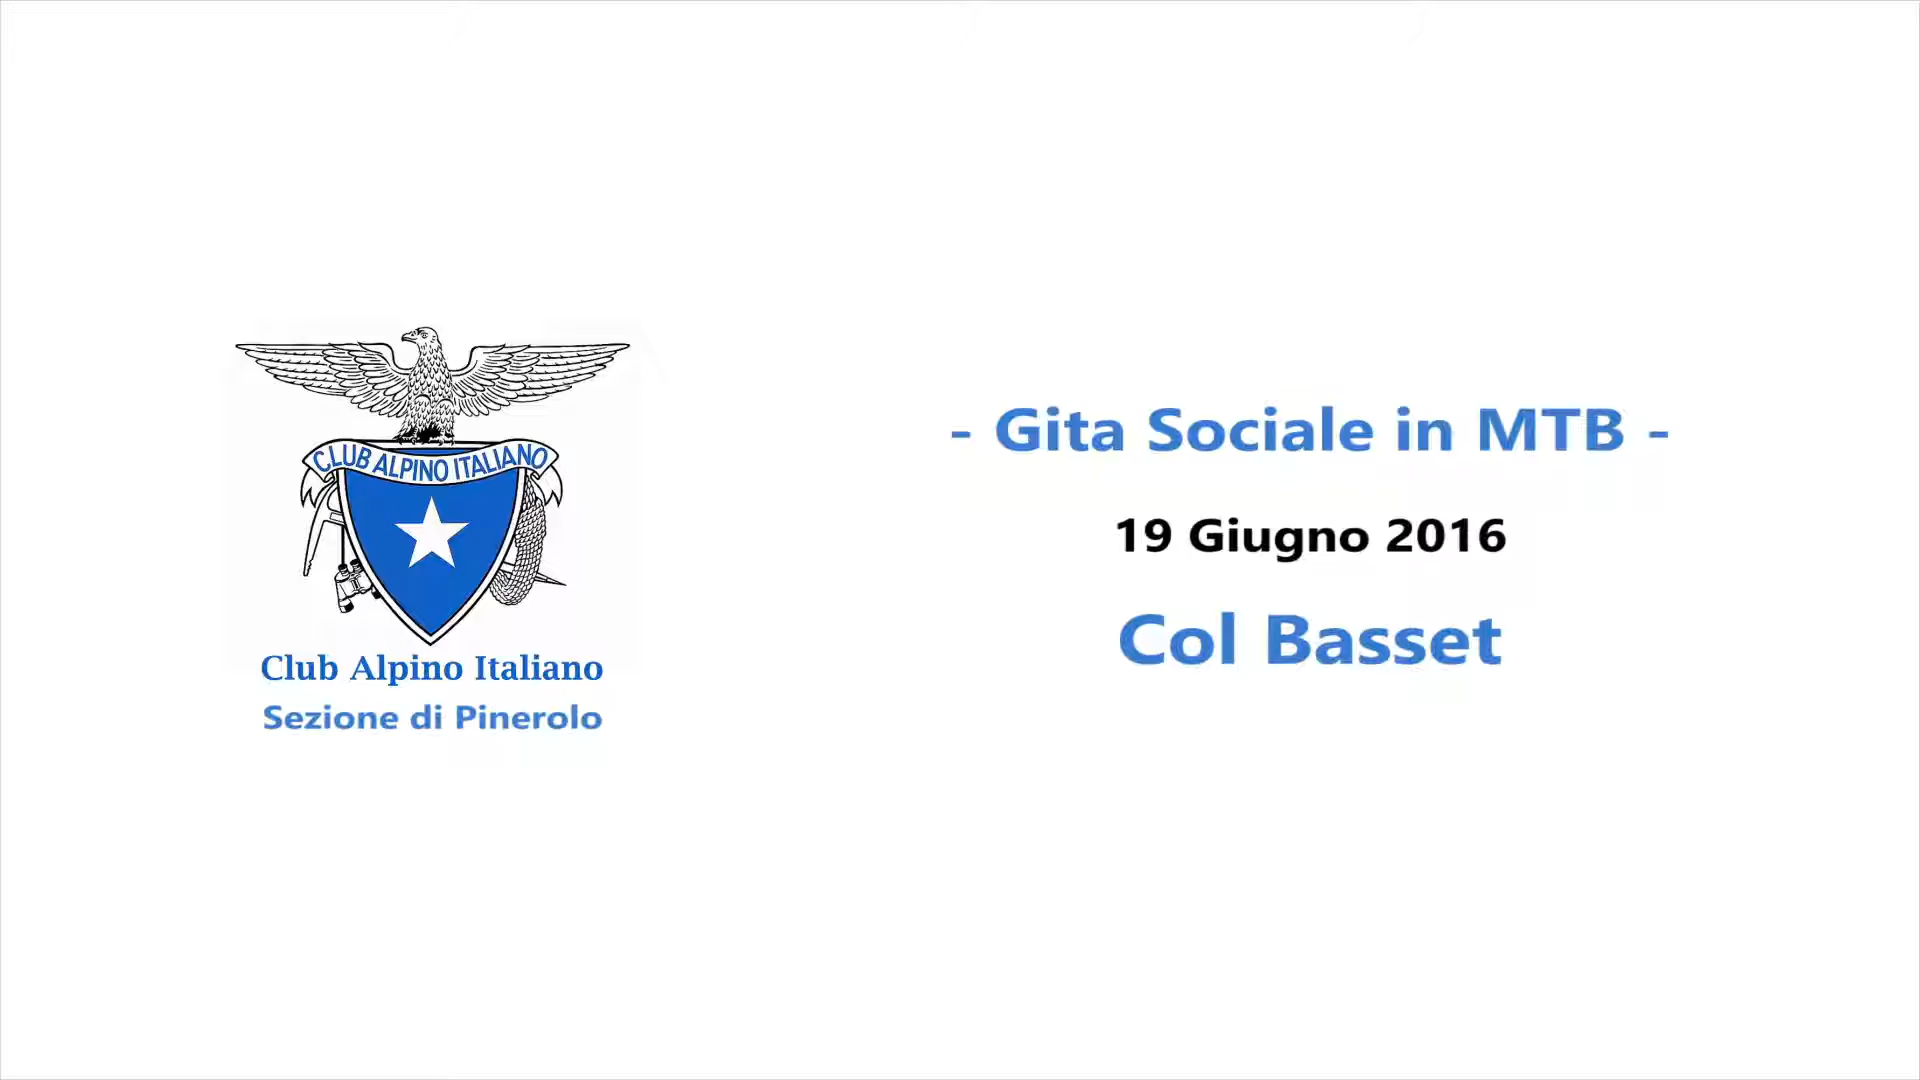 CLUB ALPINO ITALIANO
Club Alpino Italiano
Sezione di Pinerolo
- Gita Sociale in MTB -
19 Giugno 2016
Col Basset